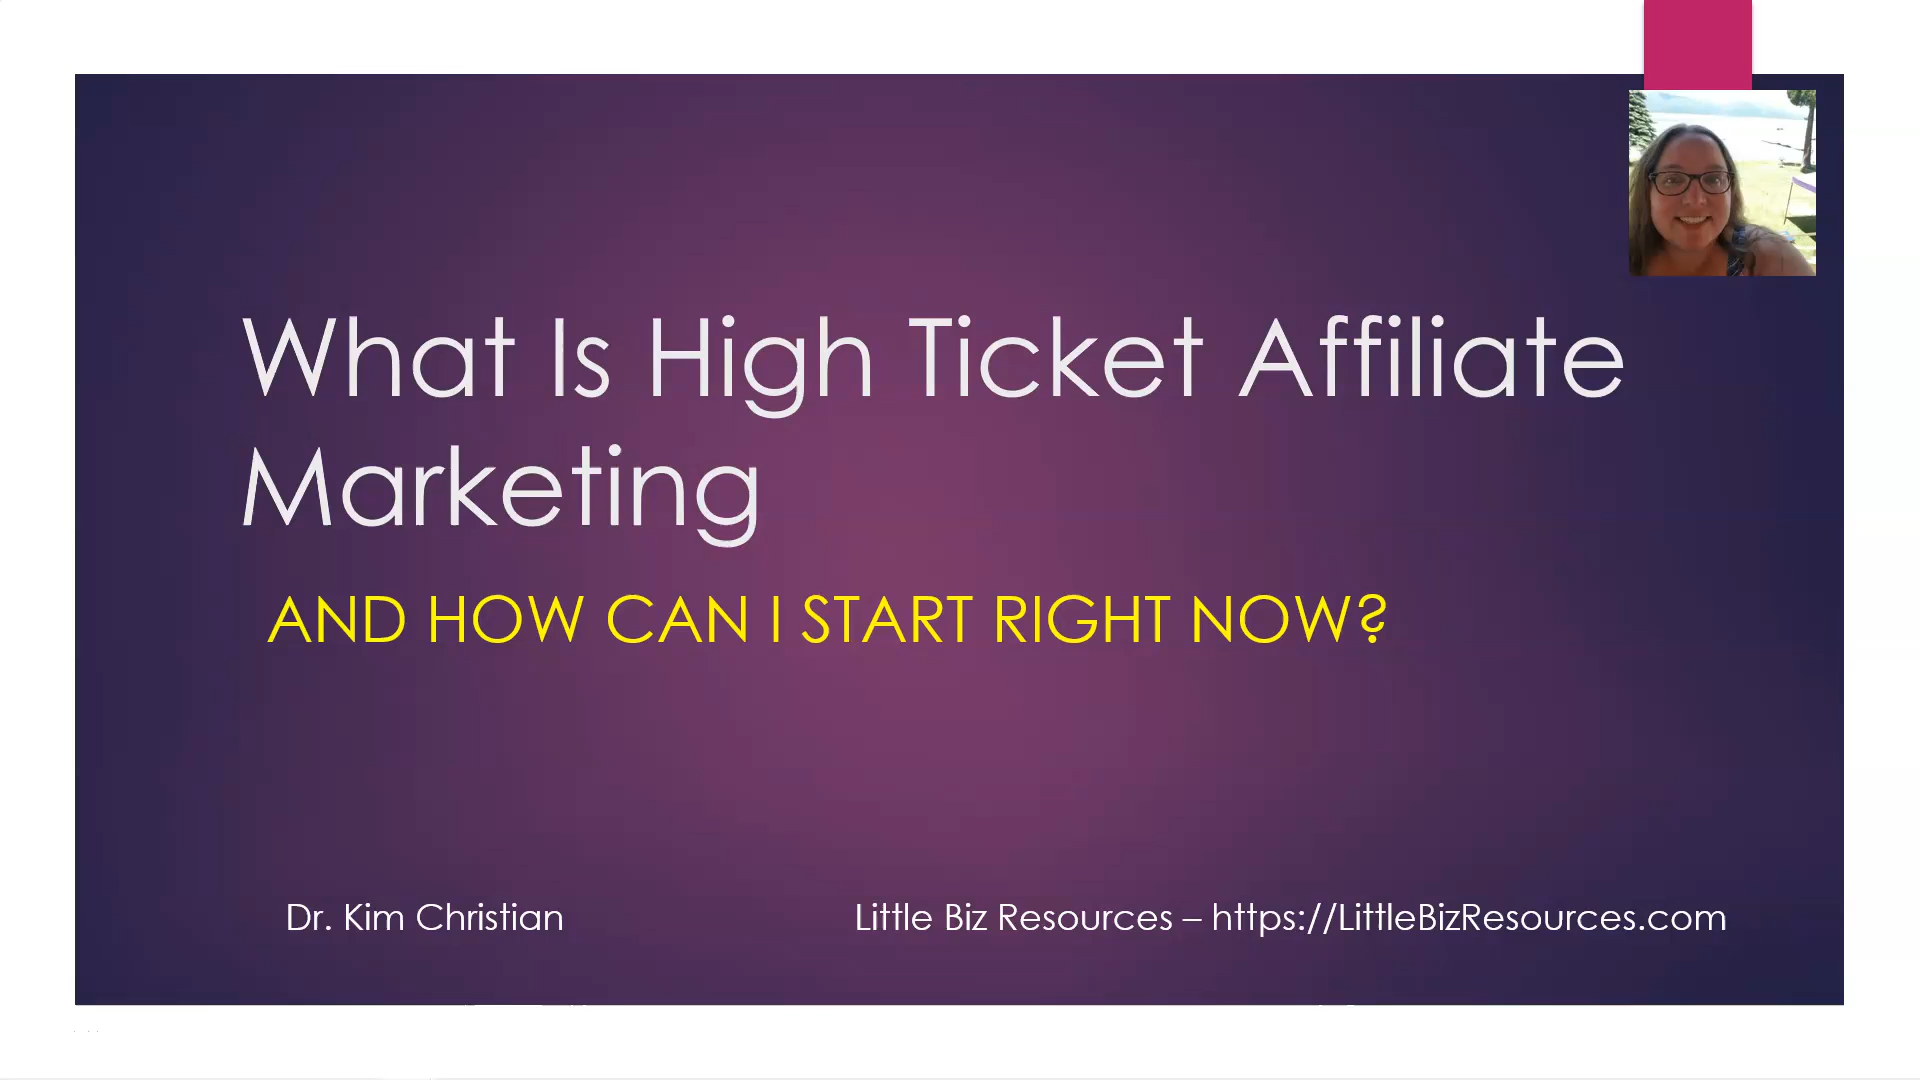 What Is High Ticket Affiliate
Marketing
AND HOW CAN I START RIGHT NOW?
Dr. Kim Christian
Little Biz Resources – https://LittleBizResources.com